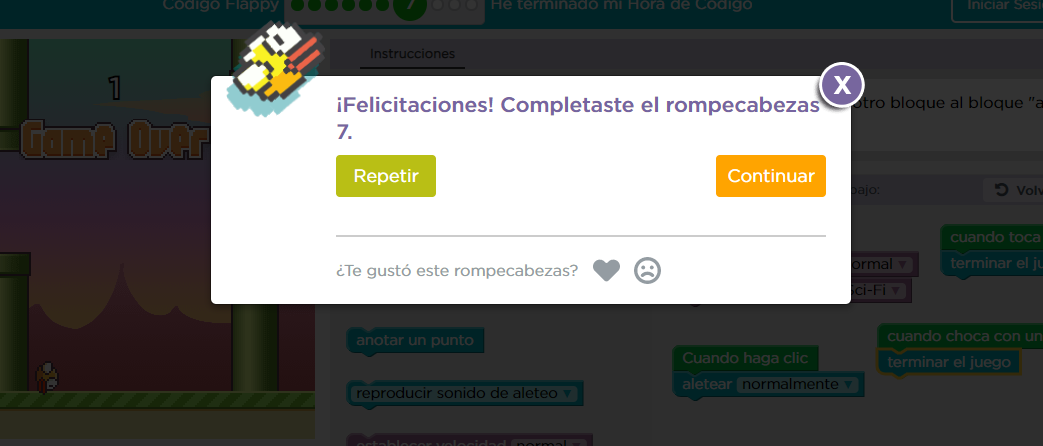 Código Flappy
7
He terminado mi Hora de Código
Iniciar Sesi
Instrucciones
1
Game Over
X
¡Felicitaciones! Completaste el rompecabezas
7.
otro bloque al bloque "a
Repetir
Continuar
bajo:
Volv
cuando toca
terminar el ju
ormal
Sci-Fi
¿Te gustó este rompecabezas?
anotar un punto
cuando choca con un
terminar el juego
Cuando haga clic
aletear normalmente
reproducir sonido de aleteo
establecer velocidad normal